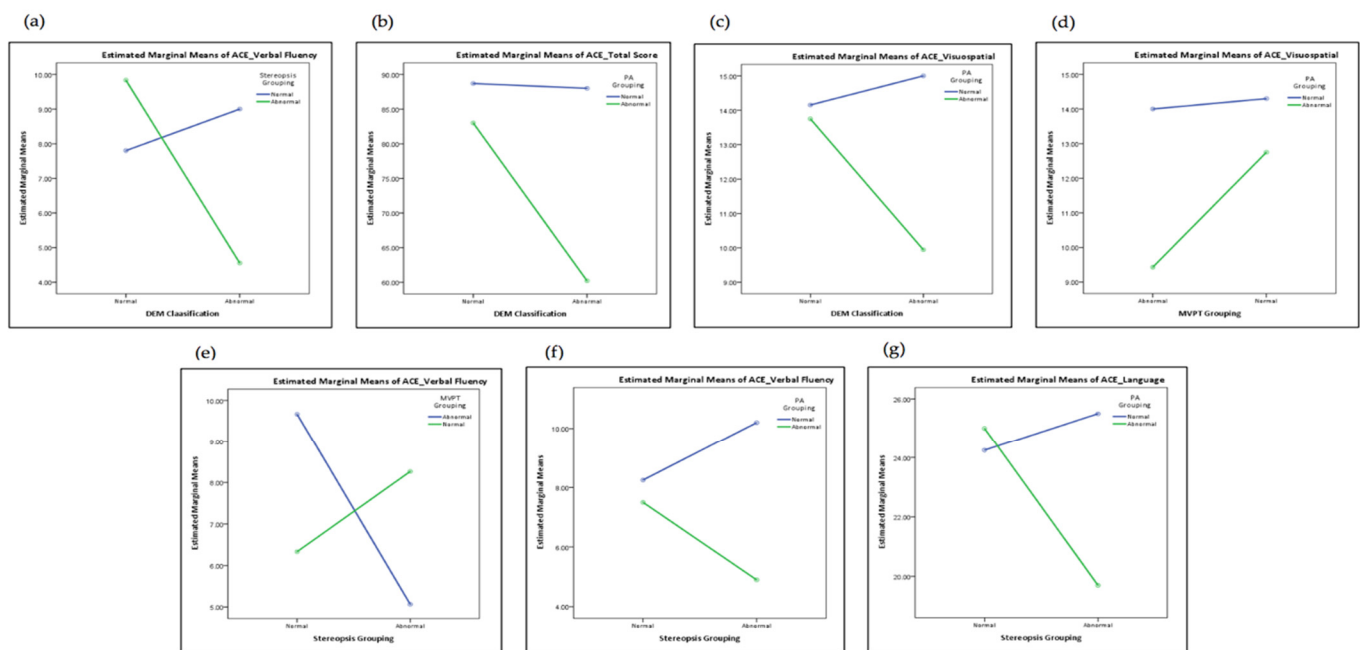 (a)
Estimated Marginal Means of ACE_Verbal Fluency
Stereopsis
Grouping
Normal
Abnormal
Estimated Marginal Means
10.00
9.00
8.00
7.00
6.00
5.00
4.00
Normal
Abnormal
DEM Claasification
(b)
Estimated Marginal Means of ACE_Total Score
PA
Grouping
Normal
Abnormal
Estimated Marginal Means
90.00
85.00
80.00
75.00
70.00
65.00
60.00
Normal
Abnormal
DEM Claasification
(c)
Estimated Marginal Means of ACE_Visuospatial
PA
Grouping
Normal
Abnormal
Estimated Marginal Means
15.00
14.00
13.00
12.00
11.00
10.00
9.00
Normal
Abnormal
DEM Claasification
(d)
Estimated Marginal Means of ACE_Visuospatial
PA
Grouping
Normal
Abnormal
Estimated Marginal Means
15.00
14.00
13.00
12.00
11.00
10.00
9.00
Abnormal
Normal
MVPT Grouping
(e)
Estimated Marginal Means of ACE_Verbal Fluency
MVPT
Grouping
Abnormal
Normal
Estimated Marginal Means
10.00
9.00
8.00
7.00
6.00
5.00
Normal
Abnormal
Stereopsis Grouping
(f)
Estimated Marginal Means of ACE_Verbal Fluency
PA
Grouping
Normal
Abnormal
Estimated Marginal Means
10.00
8.00
6.00
4.00
Normal
Abnormal
Stereopsis Grouping
(g)
Estimated Marginal Means of ACE_Language
PA
Grouping
Normal
Abnormal
Estimated Marginal Means
26.00
24.00
22.00
20.00
Normal
Abnormal
Stereopsis Grouping